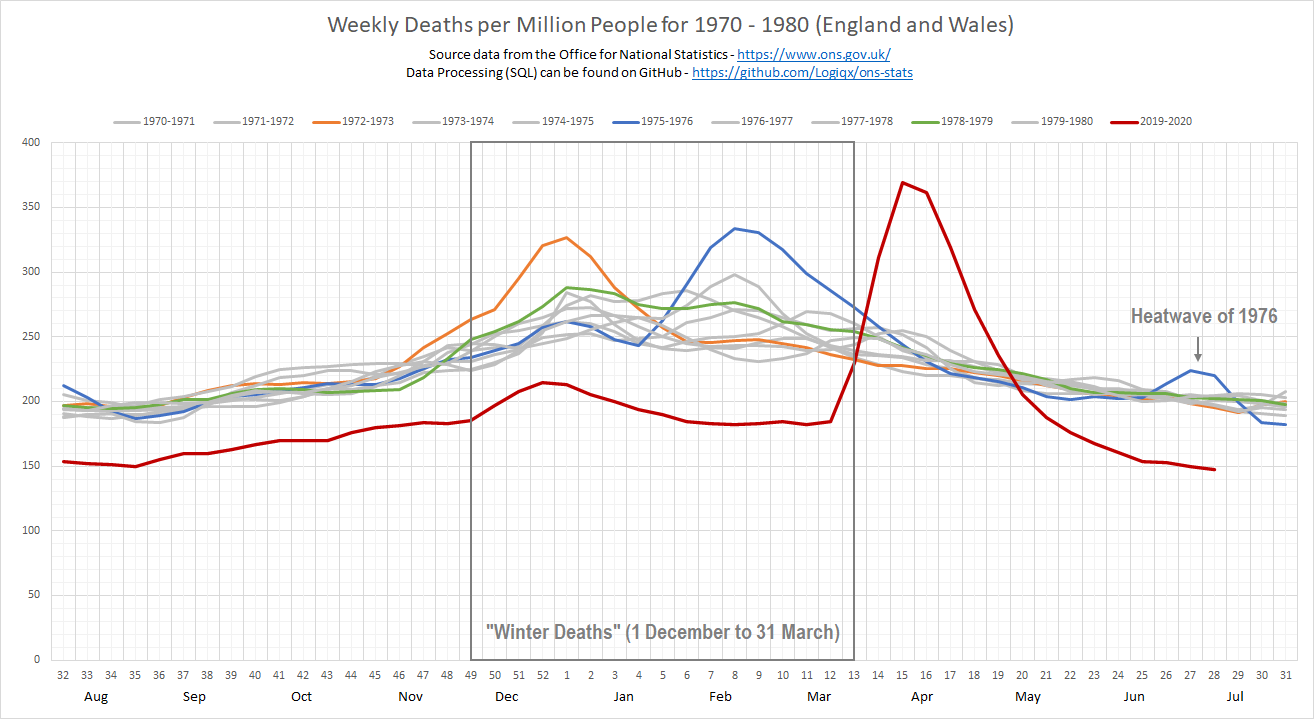 Weekly Deaths per Million People for 1970 - 1980 (England and Wales)
Source data from the Office for National Statistics - https://www.ons.gov.uk/
Data Processing (SQL) can be found on GitHub - https://github.com/Logiqx/ons-stats
1970-1971 1971-1972 1972-1973 1973-1974 1974-1975 1975-1976 1976-1977 1977-1978 1978-1979 1979-1980 2019-2020
400
350
300
Heatwave of 1976
250
200
150
100
50
"Winter Deaths" (1 December to 31 March)
0
32 33 34 35 36 37 38 39 40 41 42 43 44 45 46 47 48 49 50 51 52 1 2 3 4 5 6 7 8 9 10 11 12 13 14 15 16 17 18 19 20 21 22 23 24 25 26 27 28 29 30 31
Aug Sep Oct Nov Dec Jan Feb Mar Apr May Jun Jul